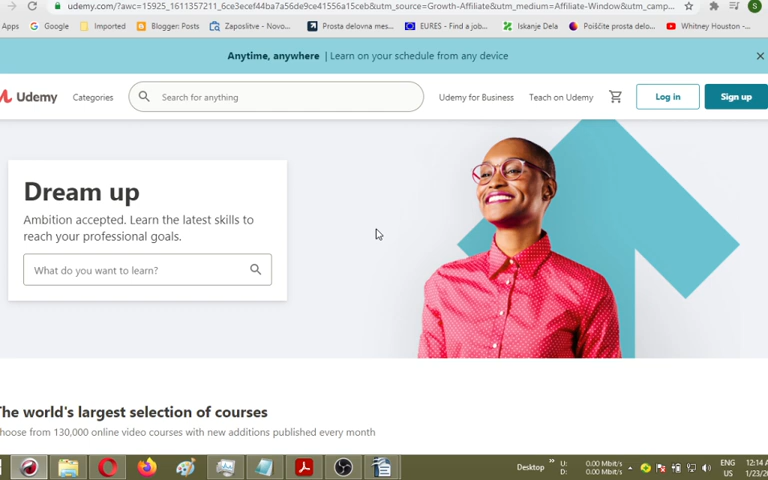 udemy.com/?awc=15925_1611357211_6ce3ecef44ba7a56de9ce41556a15ceb&utm_source=Growth-Affiliate&utm_medium=Affiliate-Window&utm_camp...
Apps Google Imported Blogger: Posts Zaposlitve - Novo... Prosta delovna mes... EURES - Find a job... Iskanje Dela Poiščite prosta delo... Whitney Houston -...
Anytime, anywhere | Learn on your schedule from any device
Udemy Categories Search for anything Udemy for Business Teach on Udemy Log in Sign up
Dream up
Ambition accepted. Learn the latest skills to
reach your professional goals.
What do you want to learn?
The world's largest selection of courses
hoose from 130,000 online video courses with new additions published every month
Desktop
U: 0.00 Mbit/s
D: 0.00 Mbit/s
ENG
US
12:14 A
1/23/20